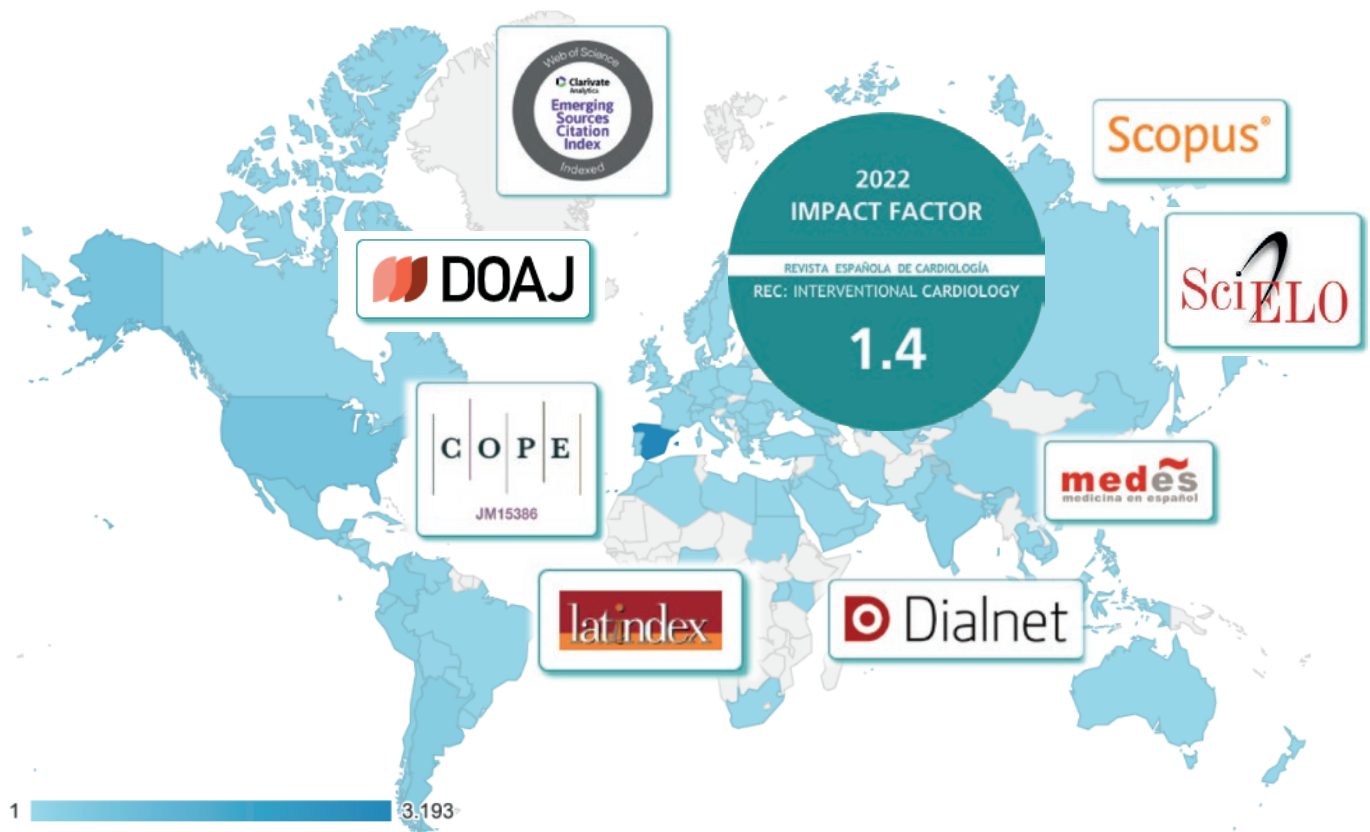 Web of Science
Clarivate
Analytics
Emerging
Sources
Citation
Index
Indexed
Scopus®
2022
IMPACT FACTOR
REVISTA ESPAÑOLA DE CARDIOLOGÍA
REC: INTERVENTIONAL CARDIOLOGY
1.4
DOAJ
SciELO
C O P E
JM15386
medes
medicina en español
latindex
Dialnet
1 3.193